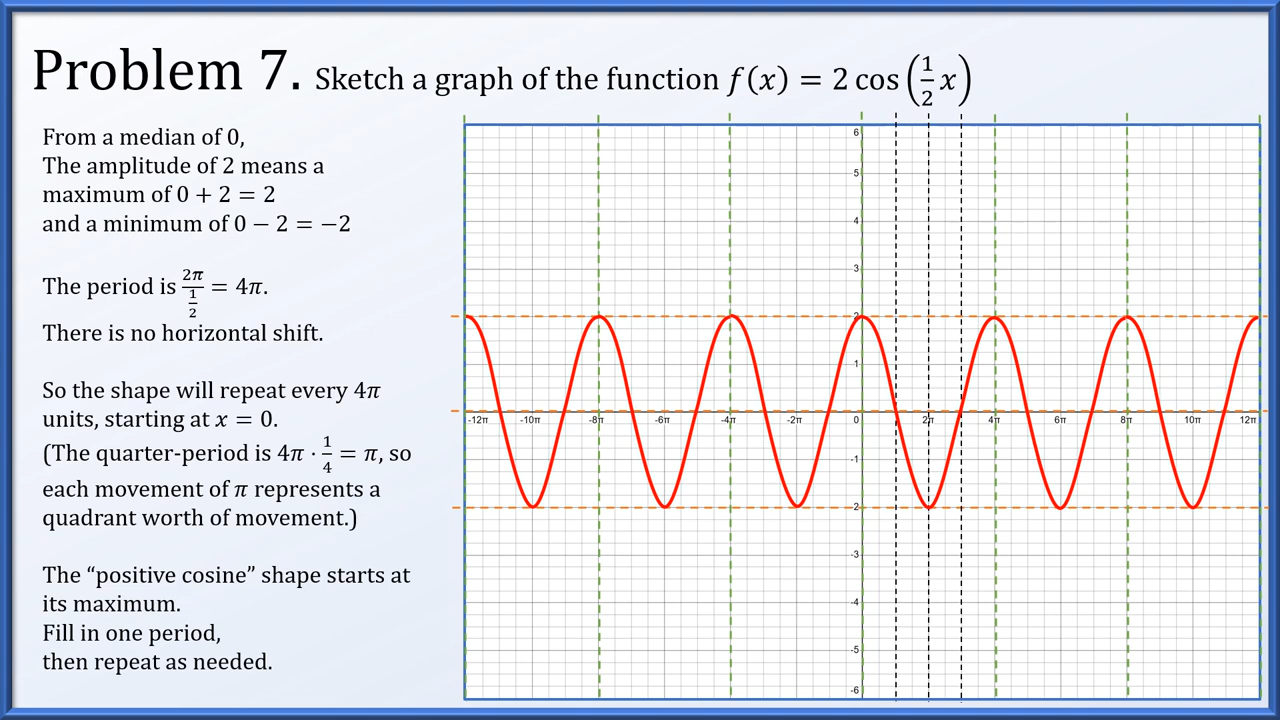 Problem 7. Sketch a graph of the function f(x) = 2 cos (1/2 x)
From a median of 0,
The amplitude of 2 means a
maximum of 0 + 2 = 2
and a minimum of 0 − 2 = −2
The period is 2π/(1/2) = 4π.
There is no horizontal shift.
So the shape will repeat every 4π
units, starting at x = 0.
(The quarter-period is 4π · 1/4 = π, so
each movement of π represents a
quadrant worth of movement.)
The “positive cosine” shape starts at
its maximum.
Fill in one period,
then repeat as needed.
6
5
4
3
2
1
-12π -10π -8π -6π -4π -2π 0 2π 4π 6π 8π 10π 12π
-1
-2
-3
-4
-5
-6